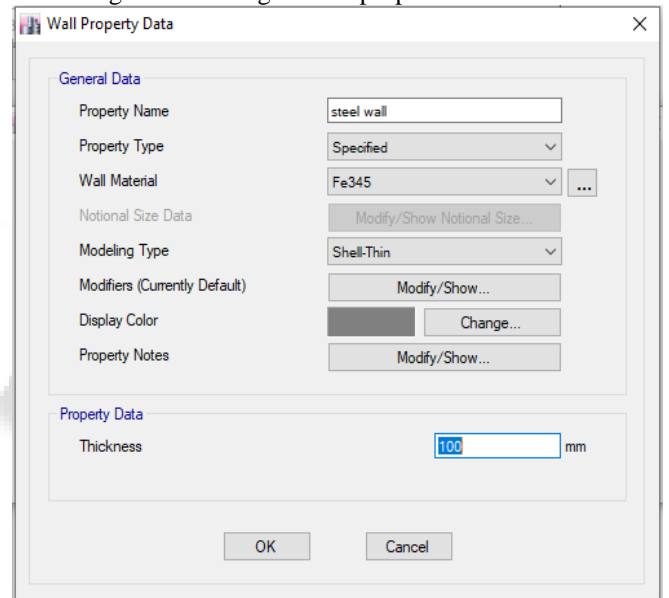 Wall Property Data
General Data
Property Name steel wall
Property Type Specified
Wall Material Fe345 ...
Notional Size Data Modify/Show Notional Size...
Modeling Type Shell-Thin
Modifiers (Currently Default) Modify/Show...
Display Color Change...
Property Notes Modify/Show...
Property Data
Thickness 100 mm
OK Cancel